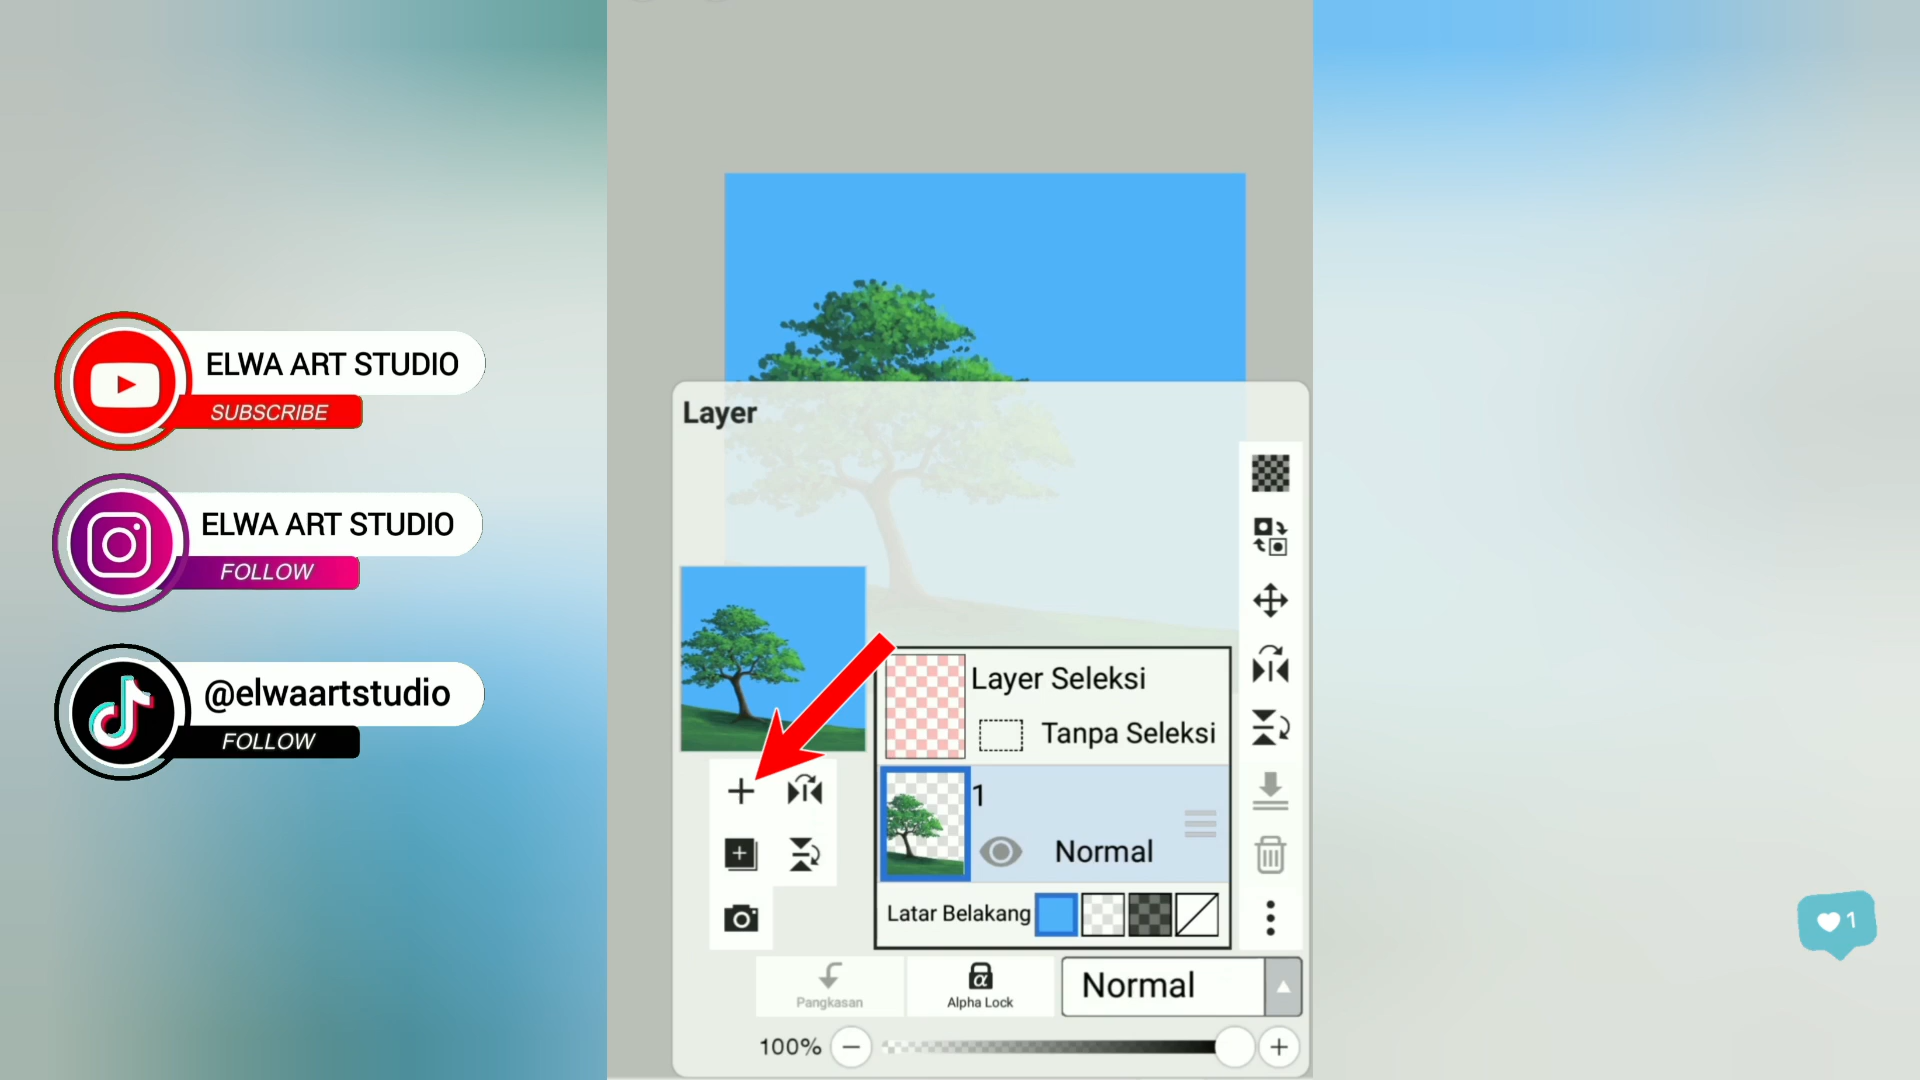 ELWA ART STUDIO
SUBSCRIBE
ELWA ART STUDIO
FOLLOW
@elwaartstudio
FOLLOW
Layer
Layer Seleksi
Tanpa Seleksi
1
Normal
Latar Belakang
Pangkasan
α
Alpha Lock
Normal
100%
1